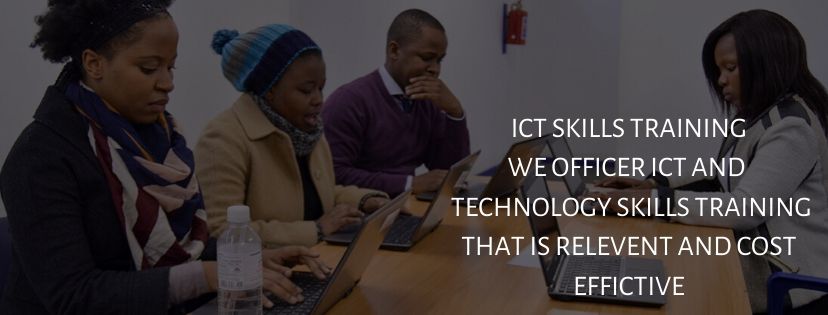 ICT SKILLS TRAINING
WE OFFICER ICT AND
TECHNOLOGY SKILLS TRAINING
THAT IS RELEVENT AND COST
EFFICTIVE